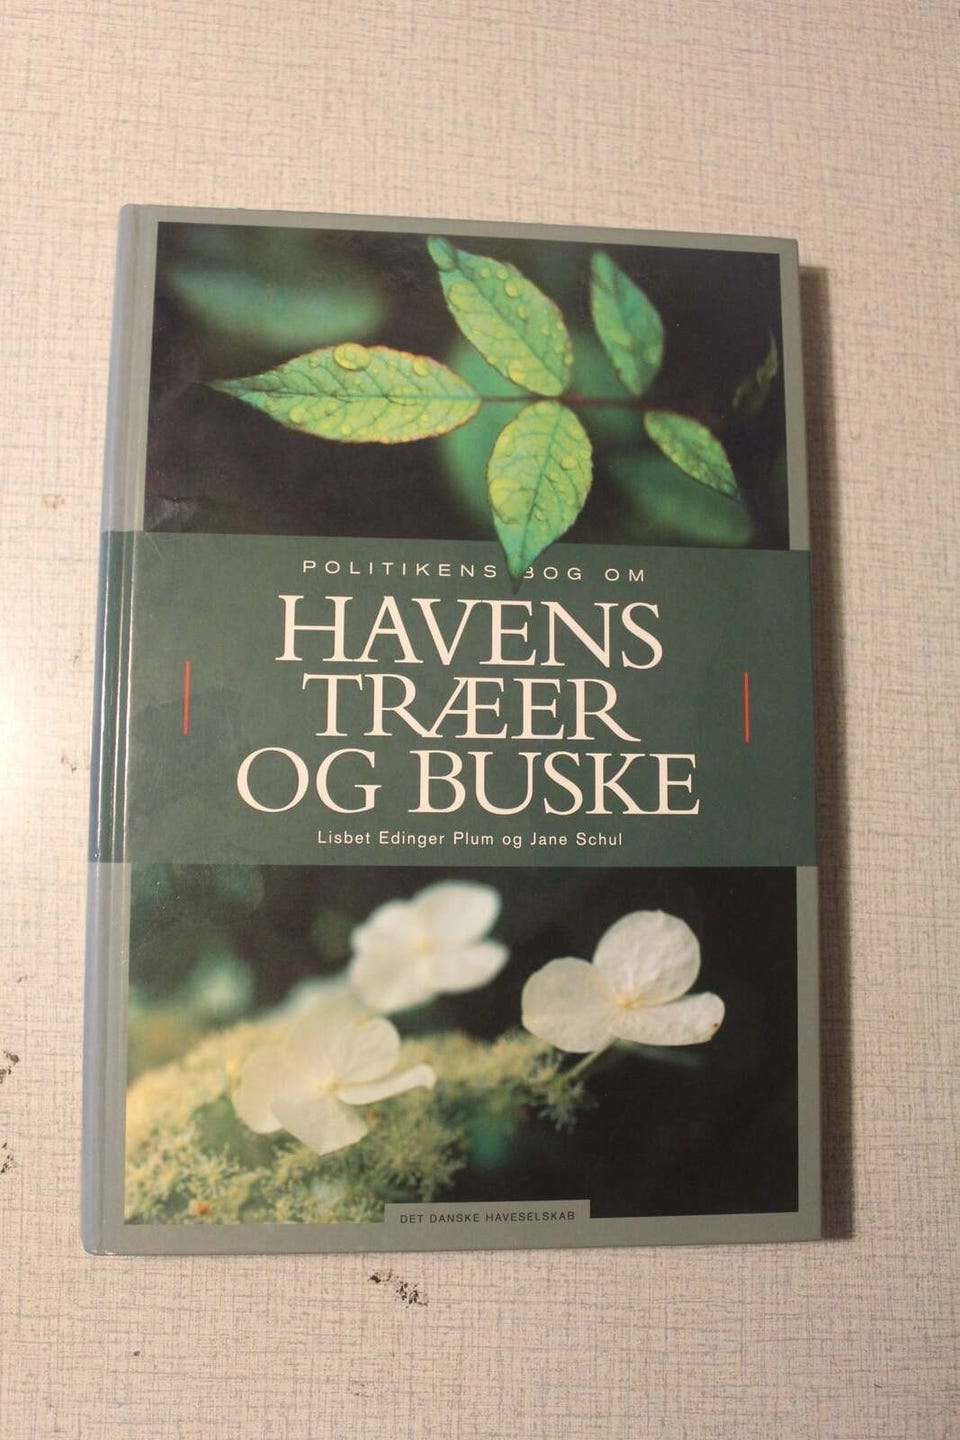 POLITIKENS BOG OM
HAVENS
TRÆER
OG BUSKE
Lisbet Edinger Plum og Jane Schul
DET DANSKE HAVESELSKAB